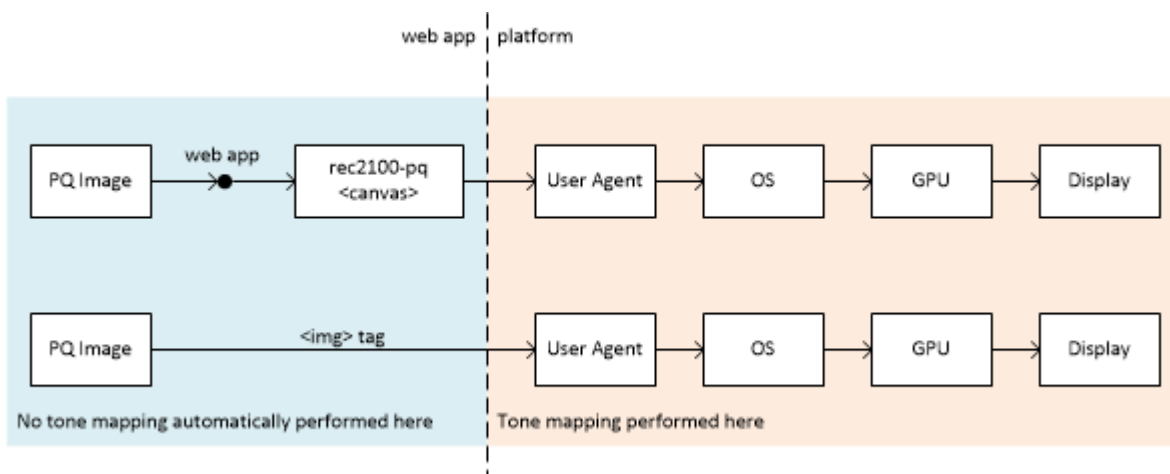 web app
platform
PQ Image
web app
rec2100-pq
<canvas>
User Agent
OS
GPU
Display
PQ Image
<img> tag
User Agent
OS
GPU
Display
No tone mapping automatically performed here
Tone mapping performed here